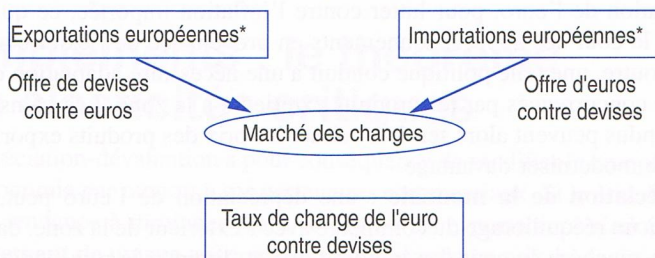 Exportations européennes*
Importations européennes*
Offre de devises
contre euros
Offre d'euros
contre devises
Marché des changes
Taux de change de l'euro
contre devises